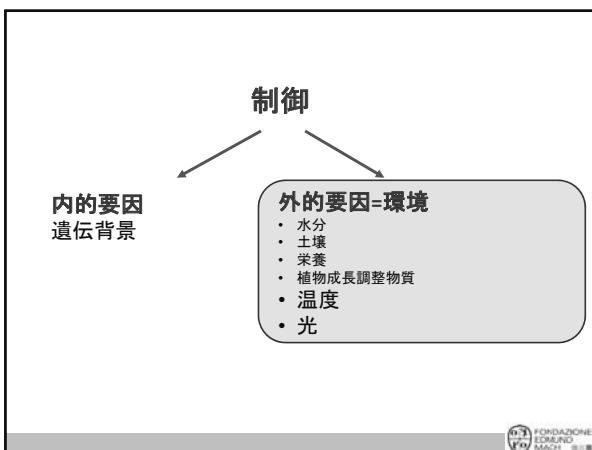 制御
内的要因
遺伝背景
外的要因=環境
• 水分
• 土壌
• 栄養
• 植物成長調整物質
• 温度
• 光
FONDAZIONE
EDMUND
MACH